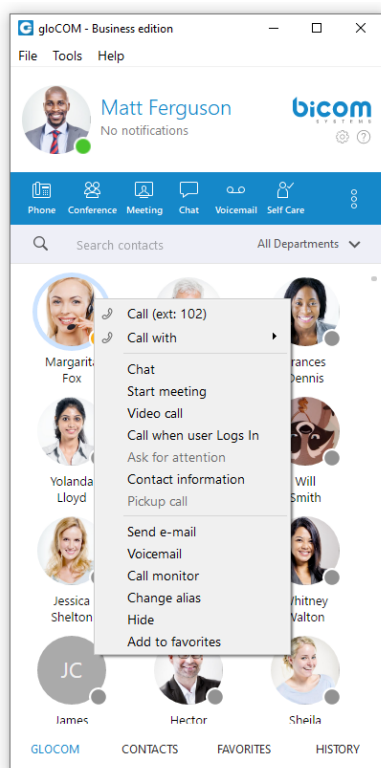 gloCOM - Business edition
File Tools Help
Matt Ferguson
No notifications
bicom
SYSTEMS
Phone Conference Meeting Chat Voicemail Self Care
Search contacts All Departments
Call (ext: 102)
Call with
Chat
Start meeting
Video call
Call when user Logs In
Ask for attention
Contact information
Pickup call
Send e-mail
Voicemail
Call monitor
Change alias
Hide
Add to favorites
Margarit
Fox
rances
Dennis
Yolanda
Lloyd
Will
Smith
Jessica
Shelton
Whitney
Walton
JC
James Hector Sheila
GLOCOM CONTACTS FAVORITES HISTORY